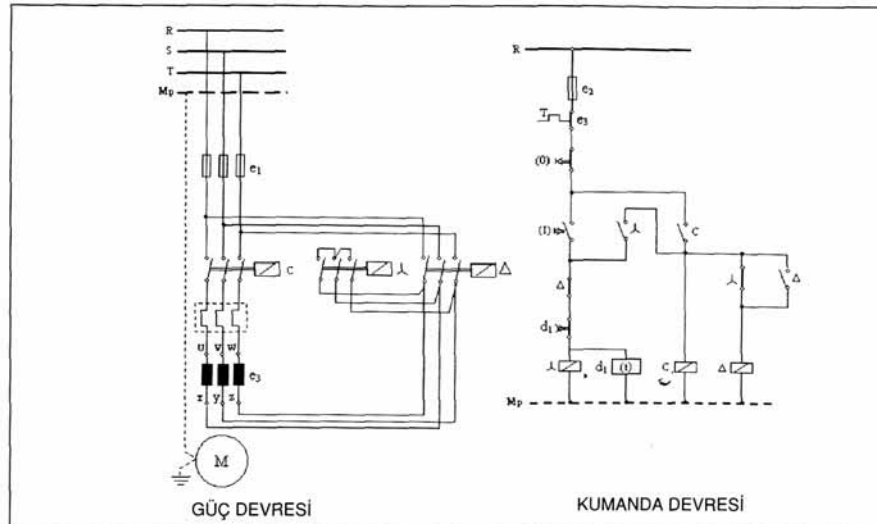 R
S
T
Mp
e1
C
⅄
Δ
U V W
e3
x y z
M
GÜÇ DEVRESİ
R
e2
T
e3
(0)
(I)
⅄
C
Δ
⅄
Δ
d1
⅄
d1
(t)
C
Δ
Mp
KUMANDA DEVRESİ